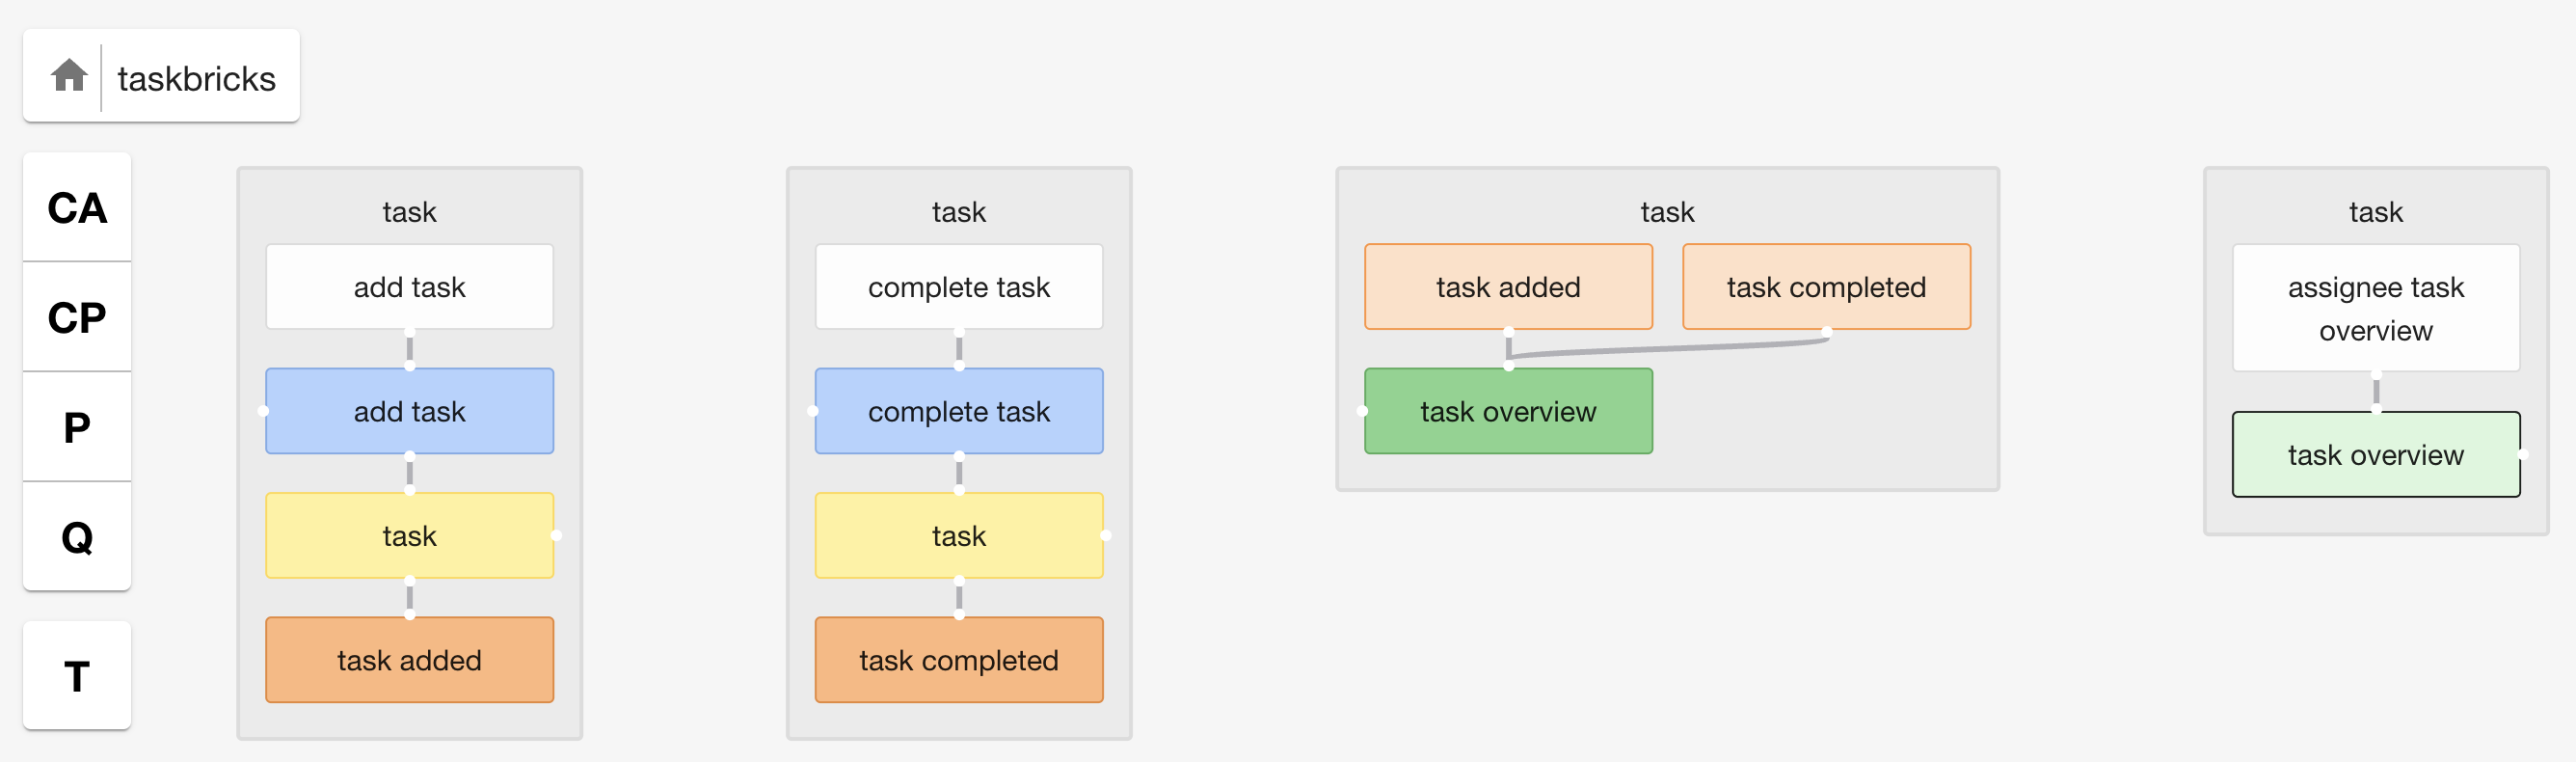 taskbricks
CA
CP
P
Q
T
task
add task
add task
task
task added
task
complete task
complete task
task
task completed
task
task added
task completed
task overview
task
assignee task
overview
task overview